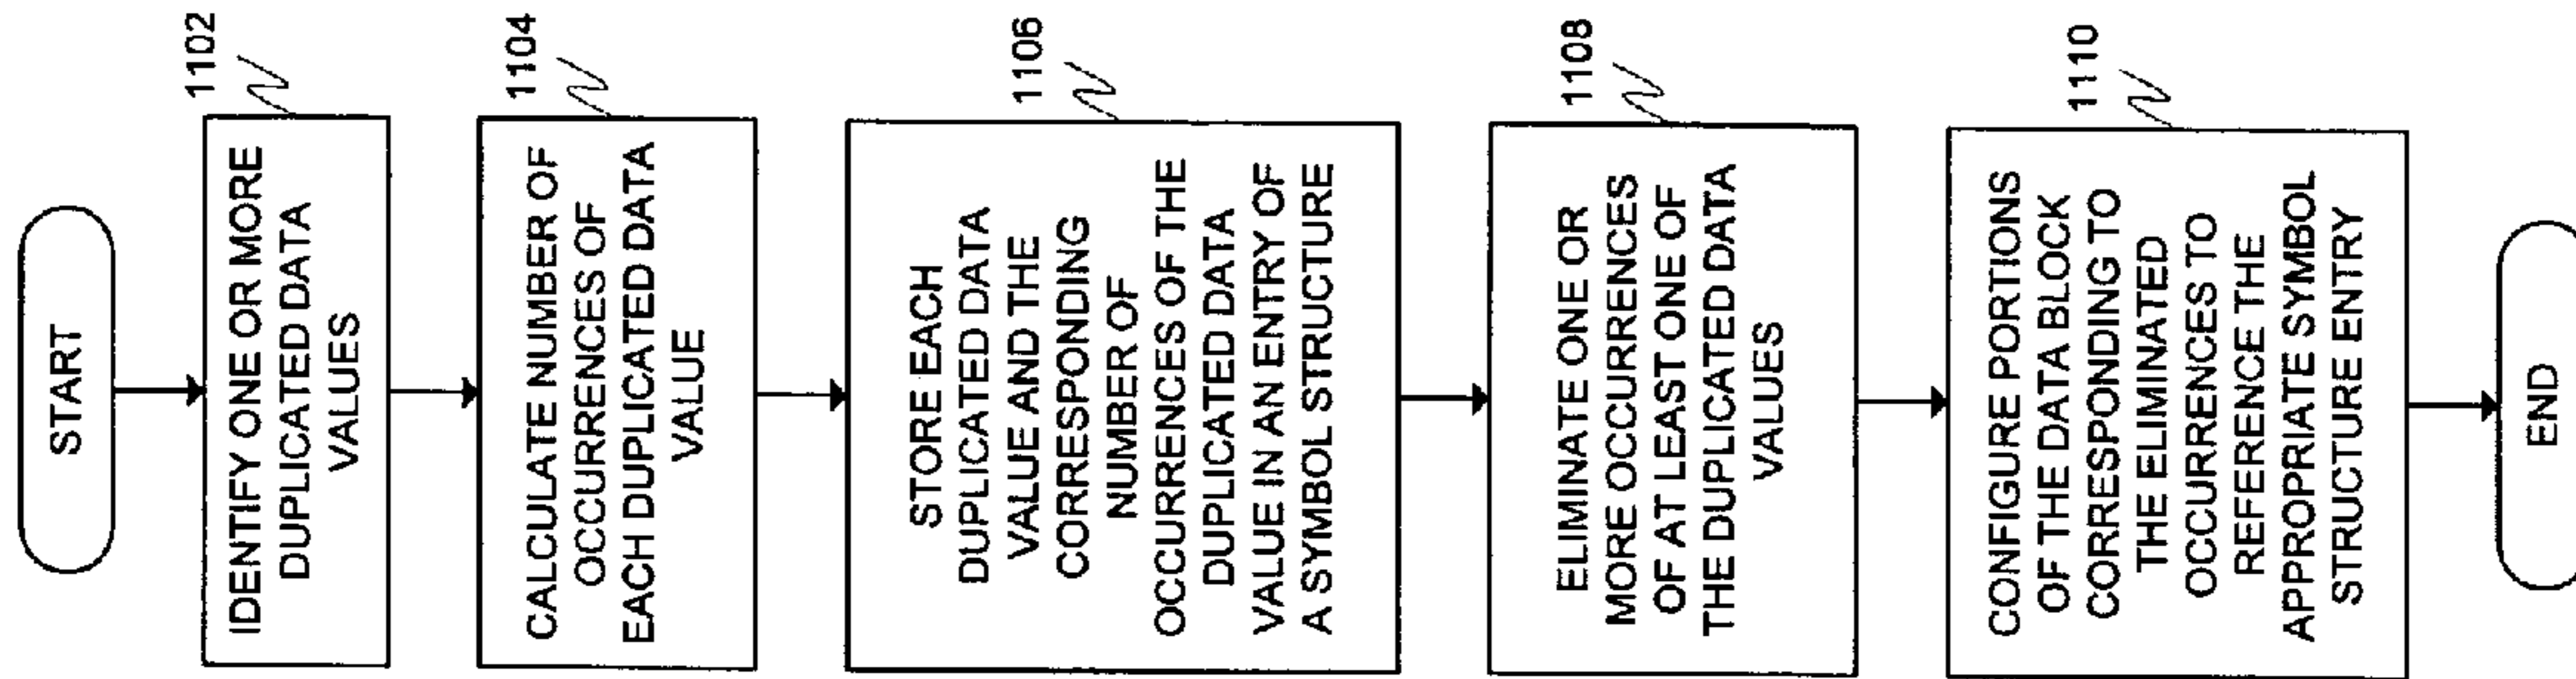 START
1102
IDENTIFY ONE OR MORE
DUPLICATED DATA
VALUES
1104
CALCULATE NUMBER OF
OCCURRENCES OF
EACH DUPLICATED DATA
VALUE
1106
STORE EACH
DUPLICATED DATA
VALUE AND THE
CORRESPONDING
NUMBER OF
OCCURRENCES OF THE
DUPLICATED DATA
VALUE IN AN ENTRY OF
A SYMBOL STRUCTURE
1108
ELIMINATE ONE OR
MORE OCCURRENCES
OF AT LEAST ONE OF
THE DUPLICATED DATA
VALUES
1110
CONFIGURE PORTIONS
OF THE DATA BLOCK
CORRESPONDING TO
THE ELIMINATED
OCCURRENCES TO
REFERENCE THE
APPROPRIATE SYMBOL
STRUCTURE ENTRY
END